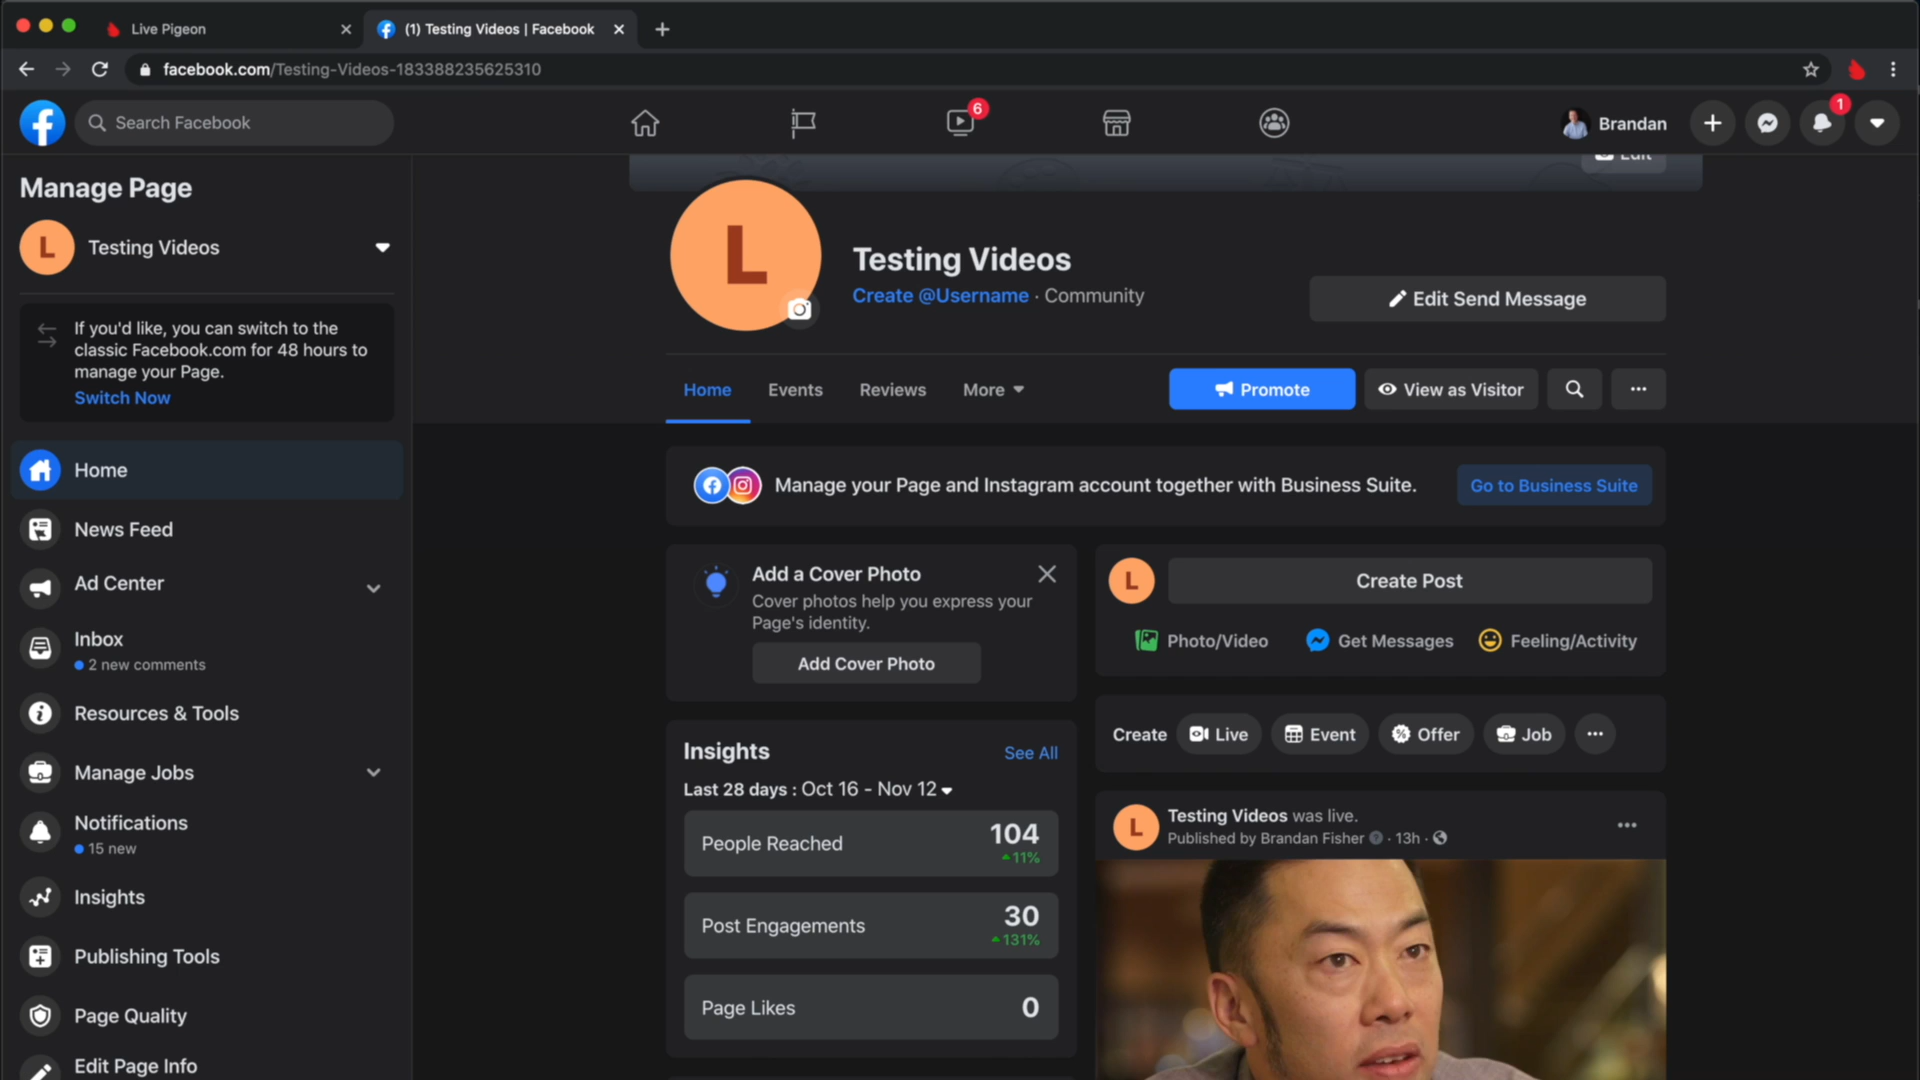 Live Pigeon
(1) Testing Videos | Facebook
facebook.com/Testing-Videos-183388235625310
Search Facebook
6
Brandan
1
Manage Page
L
Testing Videos
If you'd like, you can switch to the
classic Facebook.com for 48 hours to
manage your Page.
Switch Now
Home
News Feed
Ad Center
Inbox
2 new comments
Resources & Tools
Manage Jobs
Notifications
15 new
Insights
Publishing Tools
Page Quality
Edit Page Info
Edit
L
Testing Videos
Create @Username · Community
Edit Send Message
Home
Events
Reviews
More
Promote
View as Visitor
Manage your Page and Instagram account together with Business Suite.
Go to Business Suite
Add a Cover Photo
Cover photos help you express your
Page's identity.
Add Cover Photo
Insights
See All
Last 28 days : Oct 16 - Nov 12
People Reached
104
11%
Post Engagements
30
131%
Page Likes
0
L
Create Post
Photo/Video
Get Messages
Feeling/Activity
Create
Live
Event
Offer
Job
L
Testing Videos was live.
Published by Brandan Fisher · 13h ·